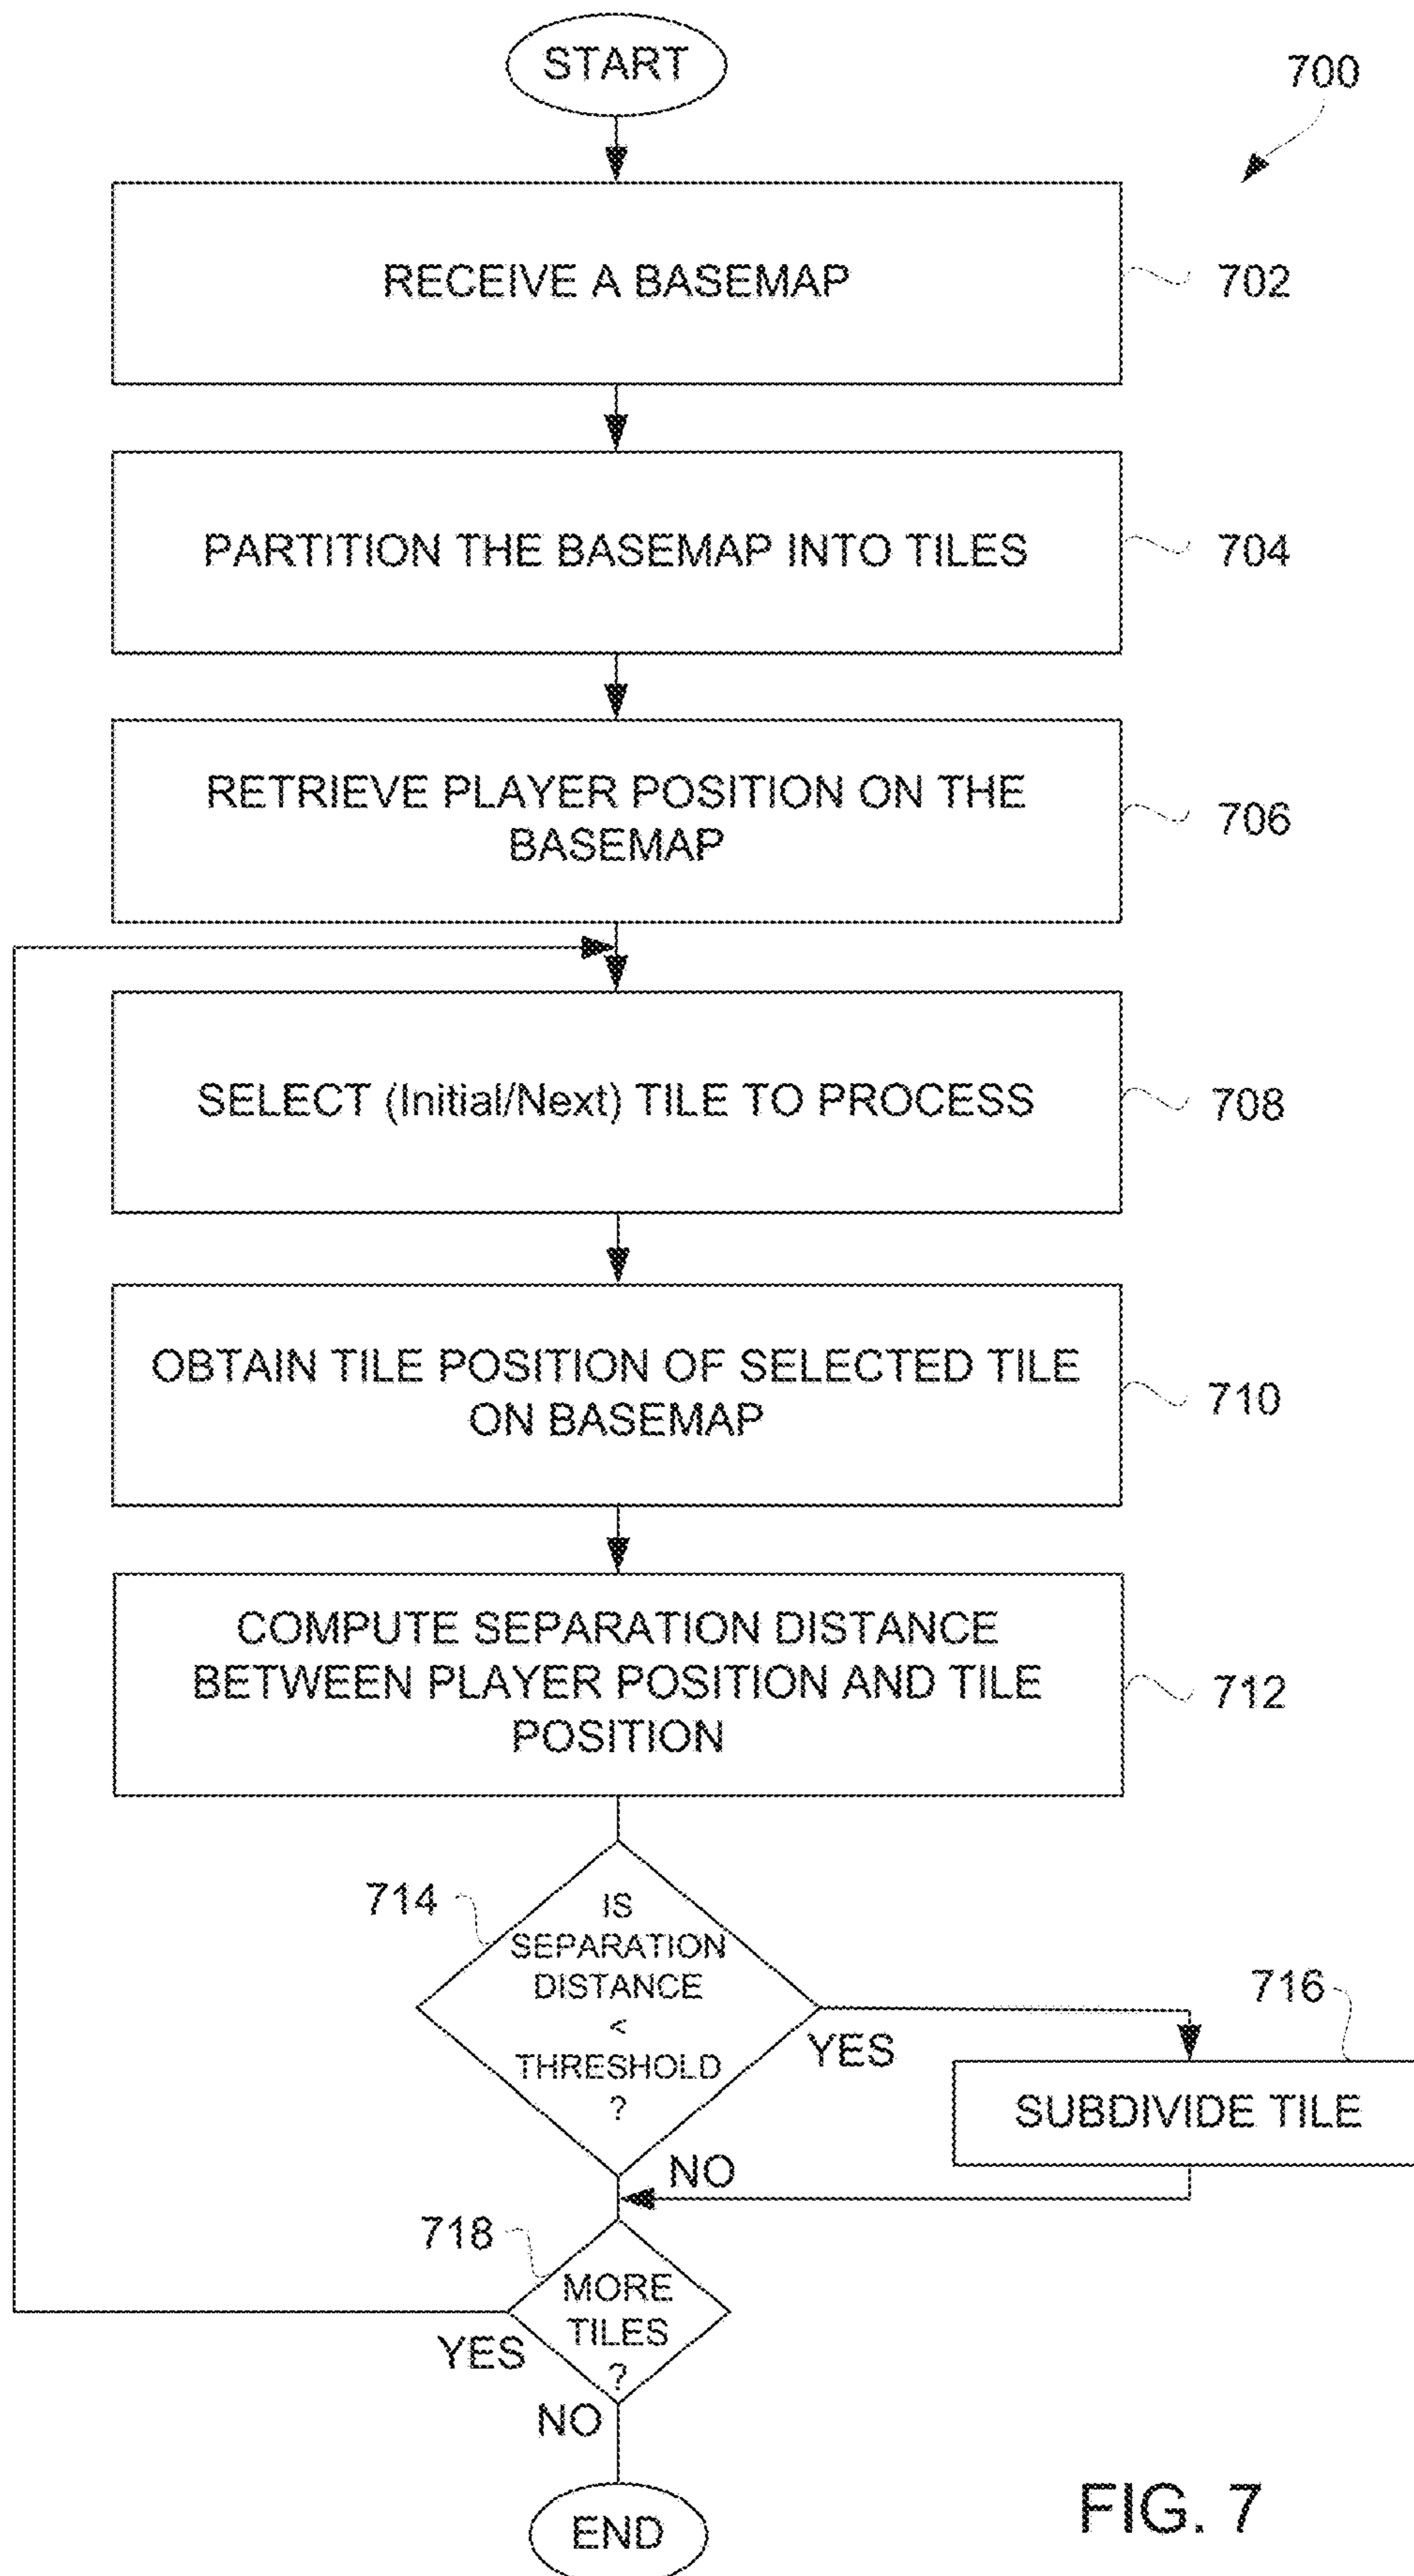 START
700
RECEIVE A BASEMAP
702
PARTITION THE BASEMAP INTO TILES
704
RETRIEVE PLAYER POSITION ON THE
BASEMAP
706
SELECT (Initial/Next) TILE TO PROCESS
708
OBTAIN TILE POSITION OF SELECTED TILE
ON BASEMAP
710
COMPUTE SEPARATION DISTANCE
BETWEEN PLAYER POSITION AND TILE
POSITION
712
714
IS
SEPARATION
DISTANCE
<
THRESHOLD
?
YES
716
SUBDIVIDE TILE
NO
718
MORE
TILES
?
YES
NO
END
FIG. 7